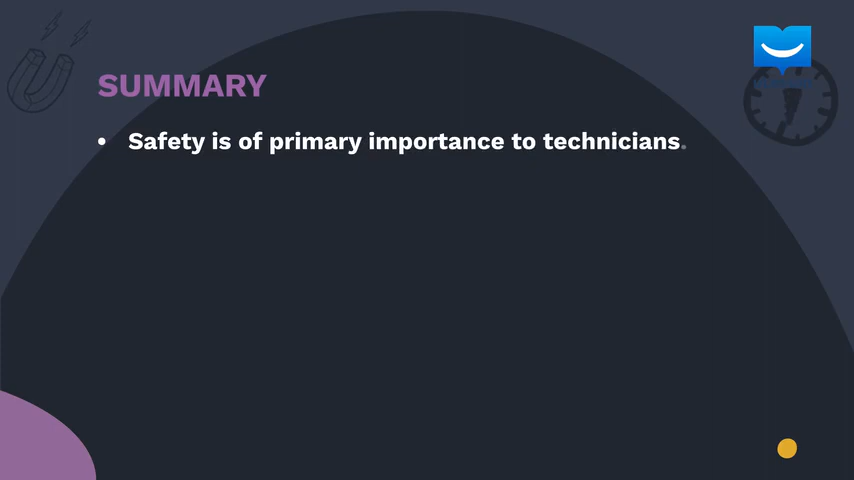 SUMMARY
• Safety is of primary importance to technicians.